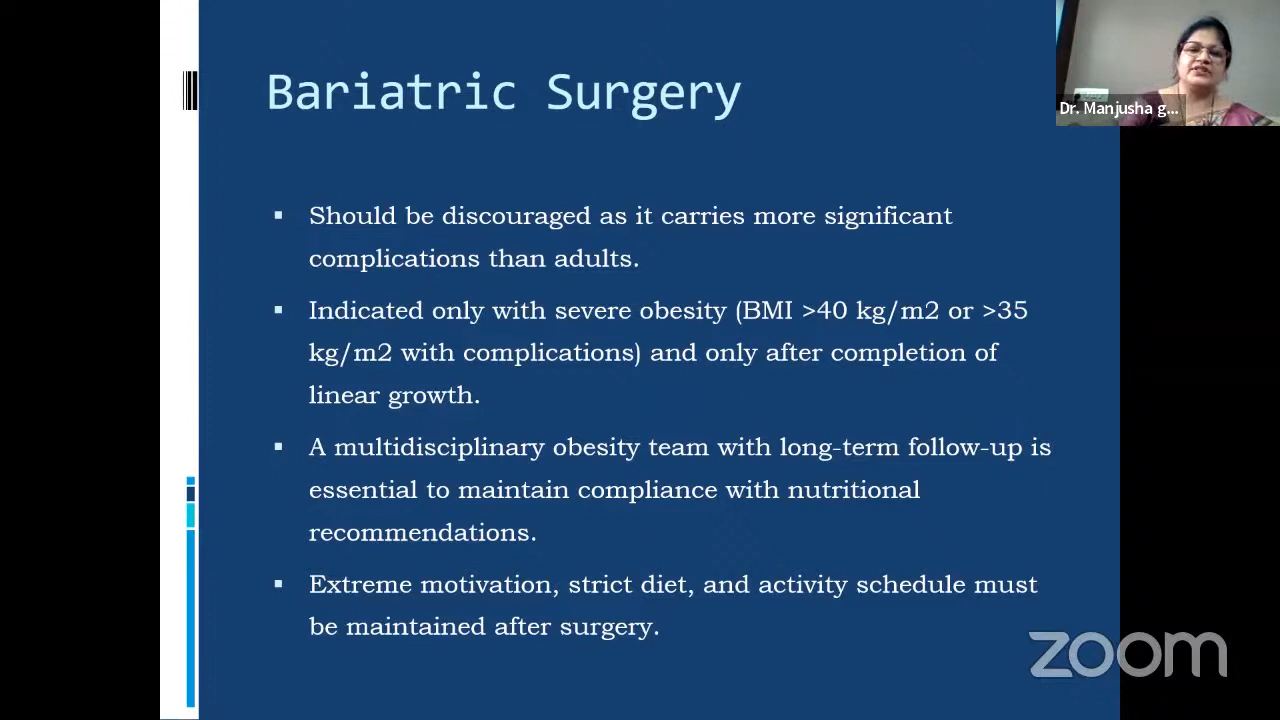 Bariatric Surgery
Dr. Manjusha g...
▪ Should be discouraged as it carries more significant
complications than adults.
▪ Indicated only with severe obesity (BMI >40 kg/m2 or >35
kg/m2 with complications) and only after completion of
linear growth.
▪ A multidisciplinary obesity team with long-term follow-up is
essential to maintain compliance with nutritional
recommendations.
▪ Extreme motivation, strict diet, and activity schedule must
be maintained after surgery.
zoom